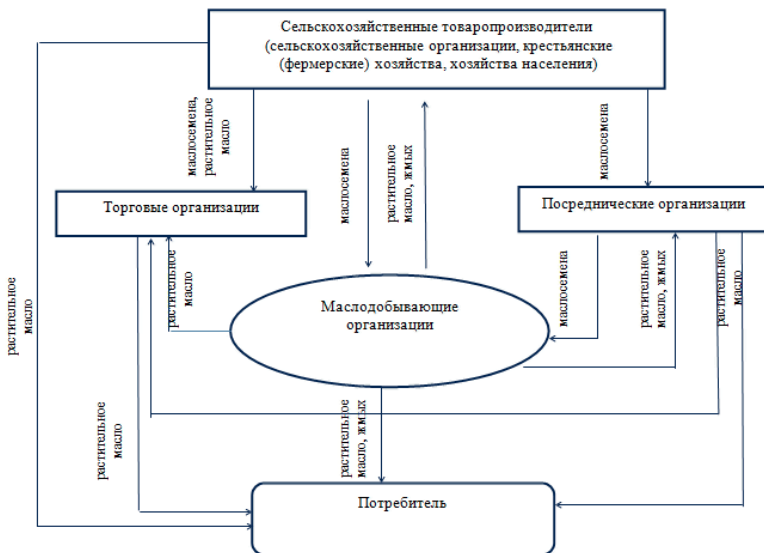 Сельскохозяйственные товаропроизводители
(сельскохозяйственные организации, крестьянские
(фермерские) хозяйства, хозяйства населения)
маслосемена,
растительное
масло
маслосемена
растительное
масло, жмых
маслосемена
Торговые организации
Посреднические организации
растительное
масло
растительное
масло
Маслодобывающие
организации
маслосемена
растительное
масло, жмых
растительное
масло
растительное
масло
растительное
масло, жмых
Потребитель